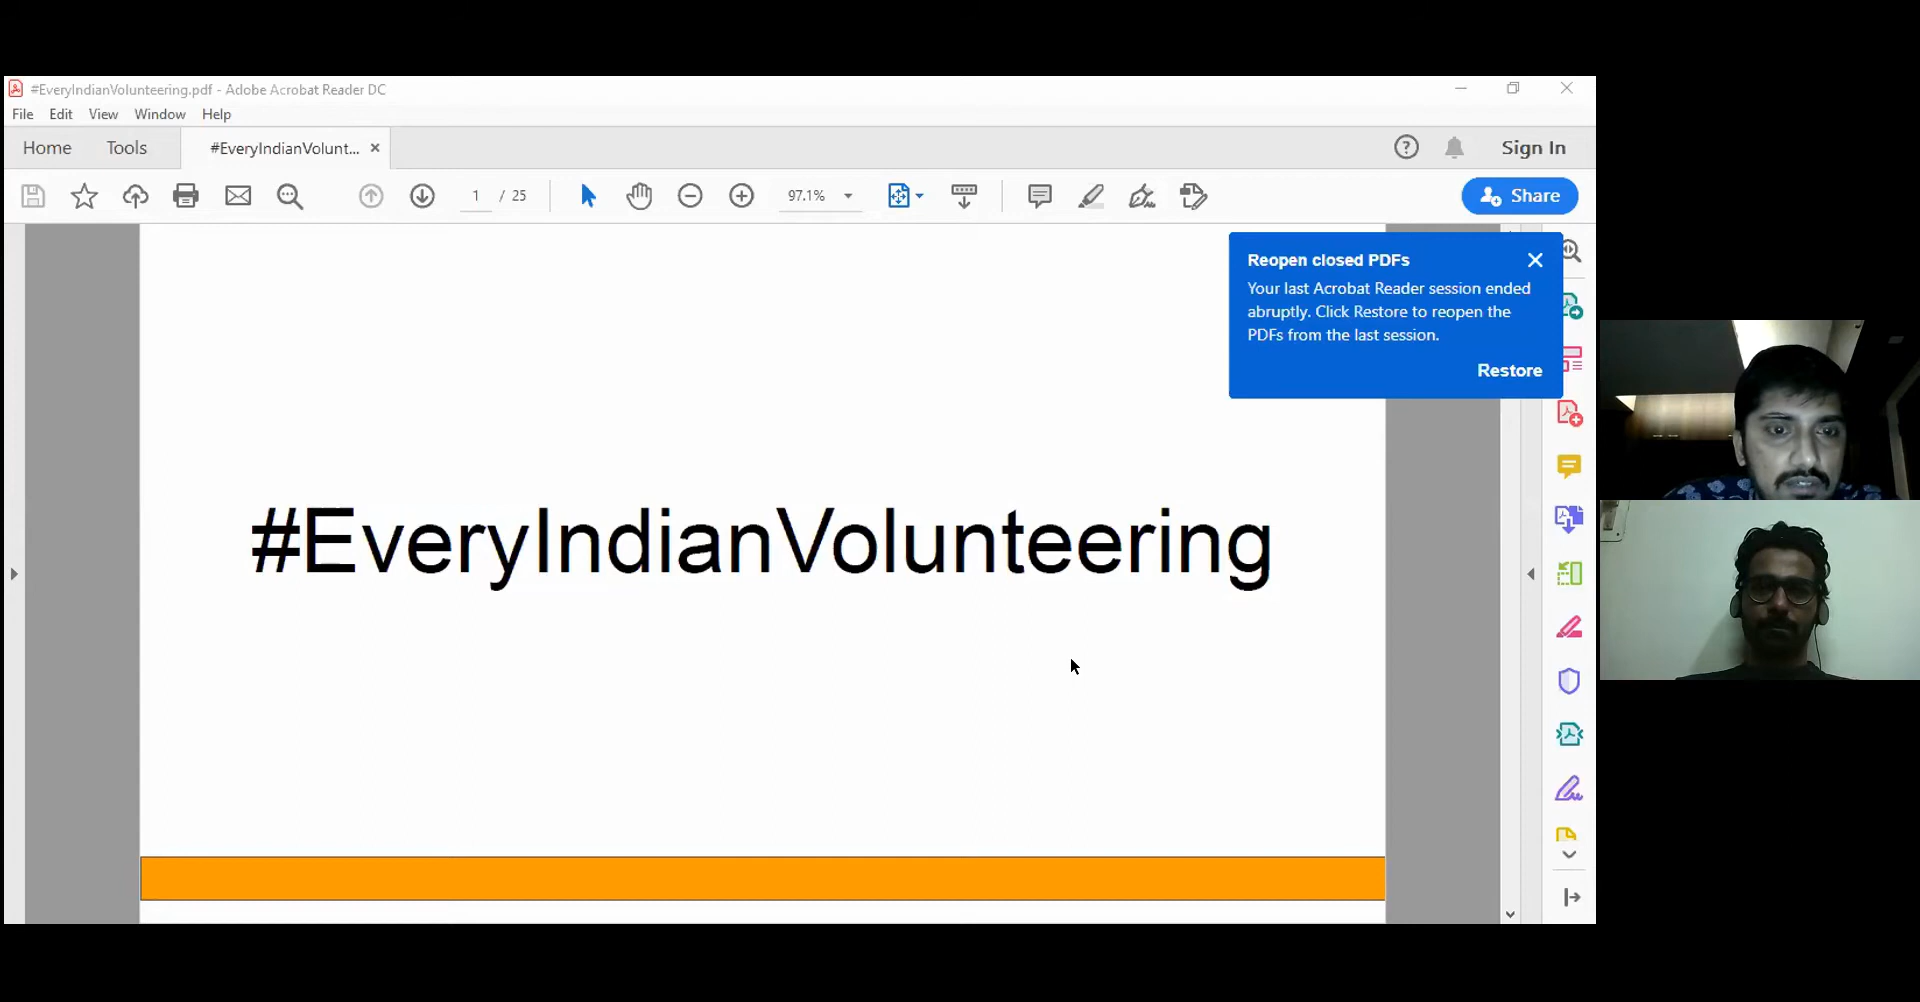 #EveryIndianVolunteering.pdf - Adobe Acrobat Reader DC
File Edit View Window Help
Home Tools #EveryIndianVolunt... × Sign In
1 / 25 97.1% Share
Reopen closed PDFs
Your last Acrobat Reader session ended
abruptly. Click Restore to reopen the
PDFs from the last session.
Restore
#EveryIndianVolunteering